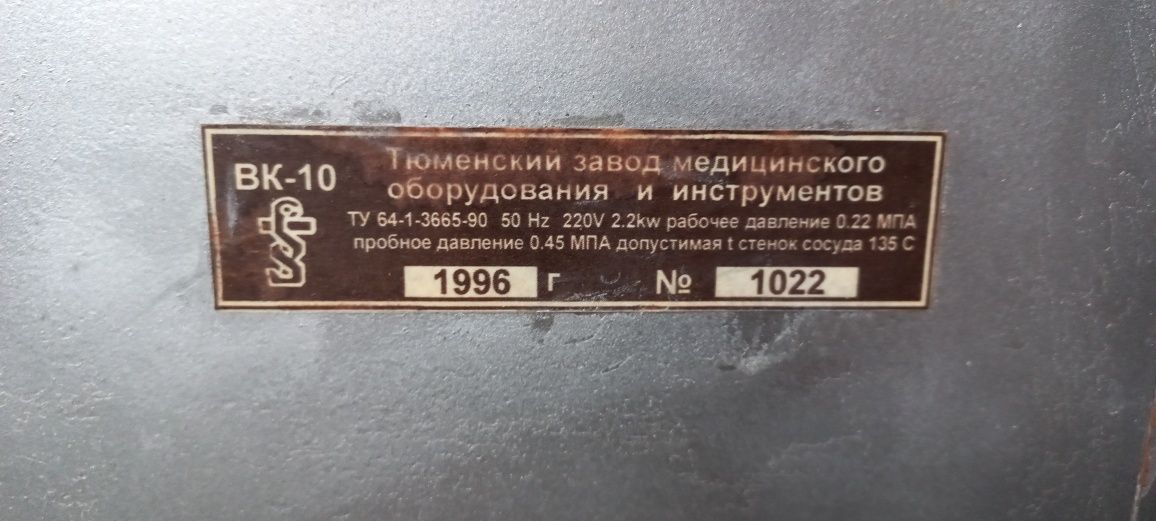 ВК-10
Тюменский завод медицинского
оборудования и инструментов
ТУ 64-1-3665-90 50 Hz 220V 2.2kw рабочее давление 0.22 МПА
пробное давление 0.45 МПА допустимая t стенок сосуда 135 С
1996 г № 1022